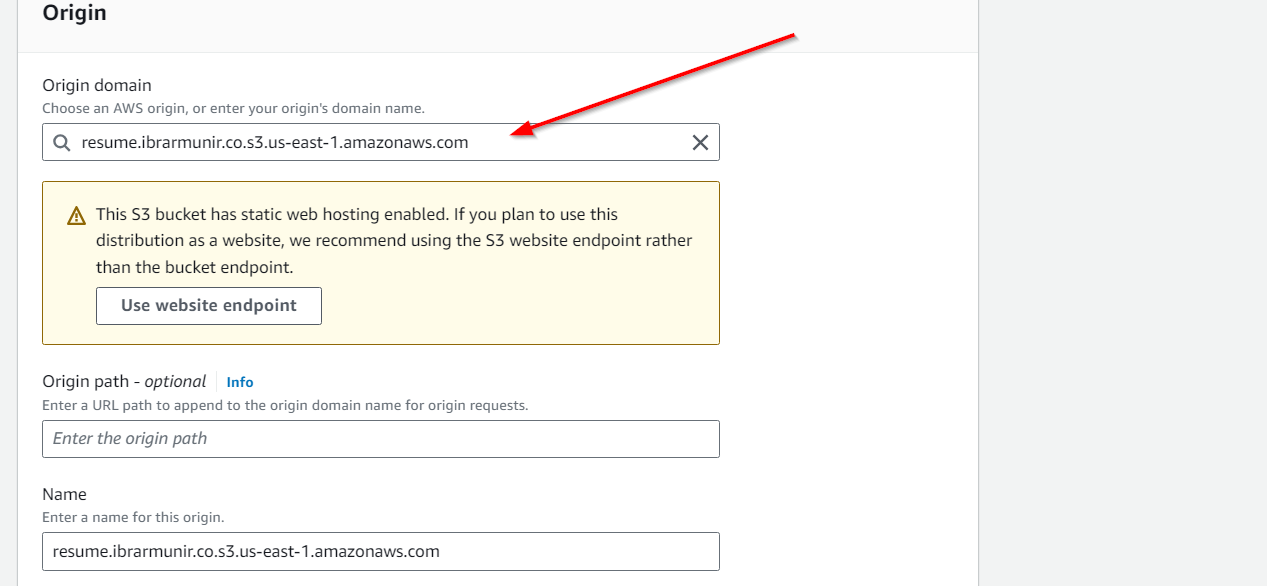 Origin
Origin domain
Choose an AWS origin, or enter your origin's domain name.
resume.ibrarmunir.co.s3.us-east-1.amazonaws.com
This S3 bucket has static web hosting enabled. If you plan to use this
distribution as a website, we recommend using the S3 website endpoint rather
than the bucket endpoint.
Use website endpoint
Origin path - optional Info
Enter a URL path to append to the origin domain name for origin requests.
Enter the origin path
Name
Enter a name for this origin.
resume.ibrarmunir.co.s3.us-east-1.amazonaws.com